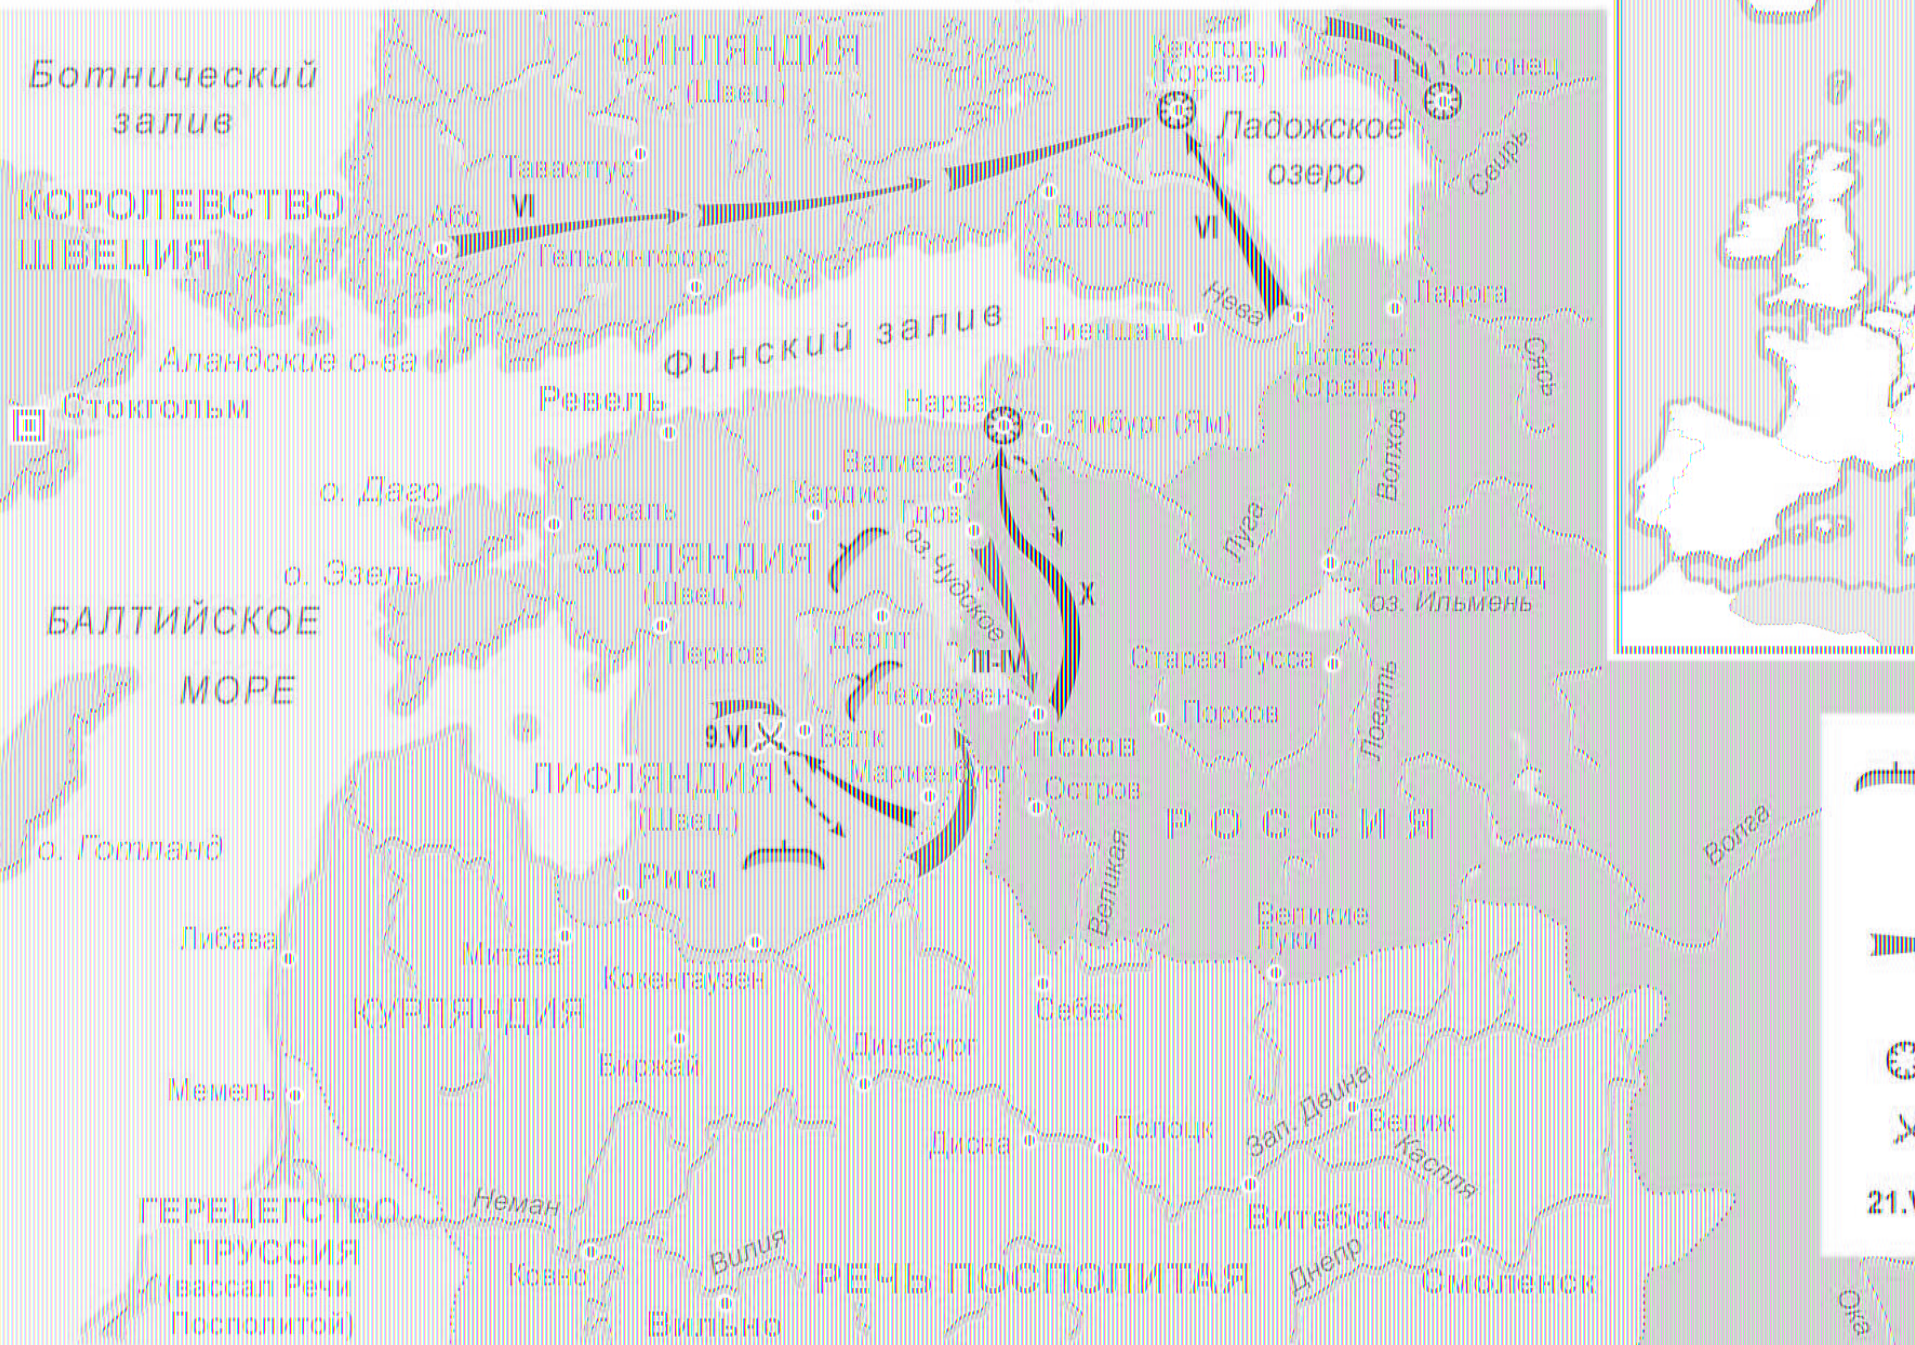 Ботнический
залив
ФИНЛЯНДИЯ
(Швец.)
Кексгольм
(Корела)
I
Олонец
Ладожское
озеро
Свирь
Тавастгус
КОРОЛЕВСТВО
ШВЕЦИЯ
Або
VI
Гельсингфорс
Выборг
VI
Нева
Ладога
Ниеншанц
Финский залив
Нотебург
(Орешек)
Сясь
Аландские о-ва
Стокгольм
Ревель
Нарва
Ямбург (Ям)
Волхов
Валиесар
о. Даго
Кардис
Гапсаль
Гдов
Луга
оз. Чудское
ЭСТЛЯНДИЯ
(Швец.)
о. Эзель
X
Новгород
оз. Ильмень
БАЛТИЙСКОЕ
МОРЕ
Дерпт
Пернов
III-IV
Старая Русса
Нейхаузен
Порхов
Ловать
9.VI
Валк
Псков
ЛИФЛЯНДИЯ
(Швец.)
Мариенбург
Остров
РОССИЯ
Волга
о. Готланд
Рига
Великая
Великие
Луки
Либава
Митава
Кокенгаузен
Себеж
КУРЛЯНДИЯ
Биржай
Динабург
Мемель
Дисна
Полоцк
Зап. Двина
Велиж
Каспля
21.V
ГЕРЦЕГСТВО
ПРУССИЯ
(вассал Речи
Посполитой)
Неман
Витебск
Вилия
Ковно
РЕЧЬ ПОСПОЛИТАЯ
Днепр
Смоленск
Вильно
Ока